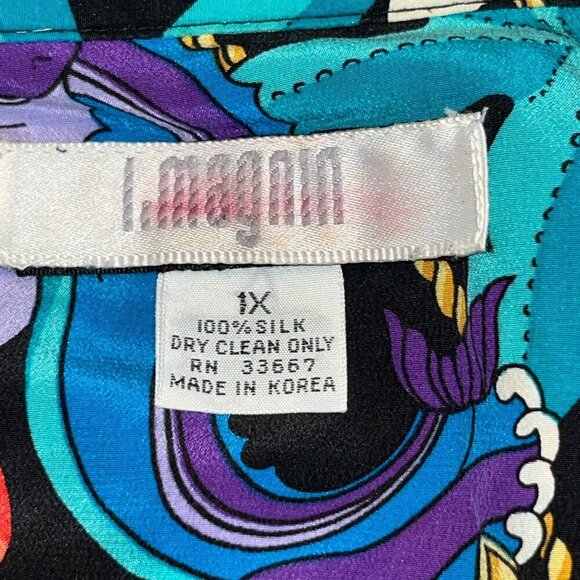 I.magnin
1X
100% SILK
DRY CLEAN ONLY
RN 33667
MADE IN KOREA